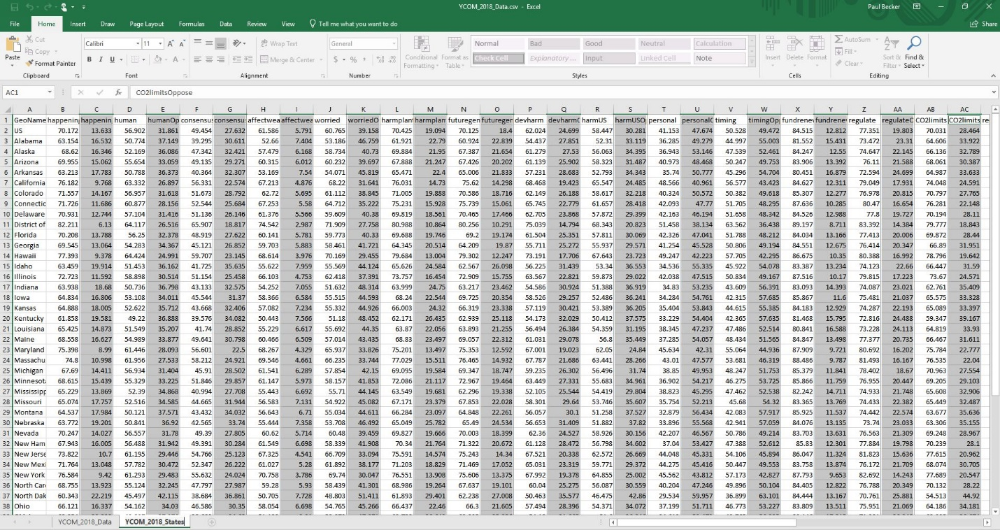 YCOM_2018_Data.csv - Excel
Paul Becker
File Home Insert Draw Page Layout Formulas Data Review View Tell me what you want to do
Share
Paste
Cut
Copy
Format Painter
Calibri 11
B I U
Wrap Text
Merge & Center
General
Conditional Formatting
Format as Table
Normal Bad Good Neutral Calculation
Check Cell Explanatory ... Input Linked Cell Note
Insert Delete Format
AutoSum
Fill
Clear
Sort & Filter
Find & Select
Clipboard Font Alignment Number Styles Cells Editing
AC1 fx CO2limitsOppose
A B C D E F G H I J K L M N O P Q R S T U V W X Y Z AA AB AC
1 GeoName happening happenin human humanOp consensus consensu affectwea affectwea worried worriedO harmplant harmplan futuregen futuregen devharm devharmO harmUS harmUSO personal personalO timing timingOpp fundrenew fundrenew regulate regulateO CO2limits CO2limits re
2 US 70.172 13.633 56.902 31.861 49.454 27.632 61.586 5.791 60.765 39.158 70.425 19.094 70.125 18.4 62.024 24.699 58.447 30.281 41.153 47.674 50.528 49.472 84.515 12.812 77.351 19.803 70.031 28.464
3 Alabama 63.154 16.532 50.774 37.149 39.295 30.611 52.66 7.404 53.186 46.759 61.921 22.79 60.924 22.839 54.437 27.851 52.31 33.119 36.285 49.279 44.997 55.003 81.552 15.431 73.472 23.31 64.606 33.922
4 Alaska 68.62 16.346 52.169 36.086 47.342 32.421 57.479 6.168 58.734 40.73 69.884 21.95 67.387 21.654 61.279 27.53 56.063 34.395 36.943 53.146 47.539 52.461 84.247 12.55 74.647 22.145 66.136 32.789
5 Arizona 69.955 15.062 55.654 33.059 49.135 29.271 60.315 6.012 60.232 39.697 67.888 21.247 67.426 20.202 61.139 25.902 58.323 31.487 40.973 48.468 50.247 49.753 83.906 13.392 76.11 21.588 68.061 30.387
6 Arkansas 63.213 17.783 50.788 36.373 40.364 32.307 53.169 7.54 54.071 45.819 65.471 22.4 65.006 21.833 57.231 28.683 52.793 34.343 35.74 50.777 45.296 54.704 80.451 16.879 72.594 24.699 64.987 33.633
7 California 76.182 9.768 63.332 26.897 56.331 22.574 67.213 4.876 68.22 31.641 76.031 14.73 75.62 14.298 68.468 19.423 65.547 24.485 48.566 40.961 56.577 43.423 84.627 12.311 79.049 17.931 74.048 24.591
8 Colorado 71.557 14.167 56.957 31.618 51.673 28.792 62.72 5.695 61.112 38.845 71.005 19.888 70.586 18.716 62.149 26.188 58.617 32.218 40.324 50.572 50.382 49.618 85.307 12.277 76.978 20.815 70.797 27.765
9 Connectic 71.726 11.686 60.877 28.156 52.544 25.684 67.253 5.58 64.712 35.222 75.231 15.928 75.739 15.061 65.745 22.779 61.657 28.418 42.093 47.77 51.705 48.295 87.636 10.285 80.47 16.654 76.281 22.148
10 Delaware 70.931 12.744 57.104 31.416 51.136 26.146 61.376 5.566 59.609 40.38 69.819 18.561 70.465 17.466 62.705 23.868 57.872 29.399 42.163 46.194 51.658 48.342 84.526 12.988 77.8 19.727 70.194 28.11
11 District of 82.211 6.13 64.117 26.516 65.907 18.817 74.542 2.987 71.909 27.758 80.988 10.864 80.256 10.291 75.039 14.794 68.343 20.823 51.458 38.134 63.562 36.438 89.197 8.711 83.392 14.384 79.777 18.843
12 Florida 70.208 13.788 56.25 32.378 48.919 27.622 60.141 5.781 59.773 40.33 69.688 19.746 69.2 19.174 61.504 25.351 57.811 30.069 42.326 47.041 51.788 48.212 84.034 13.166 77.413 20.006 69.872 28.44
13 Georgia 69.545 13.064 54.283 34.367 45.121 26.852 59.703 5.883 58.461 41.721 64.345 20.514 64.209 19.87 55.711 25.272 55.937 29.571 41.254 45.528 50.806 49.194 84.551 12.675 76.414 20.347 66.89 31.951
14 Hawaii 77.393 9.378 64.424 24.991 59.707 23.145 68.614 3.976 70.169 29.455 79.684 13.004 79.302 12.247 73.191 17.706 67.643 23.723 49.247 42.223 57.705 42.295 86.675 10.35 80.388 16.992 78.796 19.642
15 Idaho 63.459 19.914 51.453 36.162 41.725 35.635 55.622 7.959 55.569 44.124 65.626 24.584 62.567 26.098 56.225 31.439 53.34 36.553 34.536 55.335 45.922 54.078 83.387 13.234 74.123 22.66 66.447 31.59
16 Illinois 72.723 11.592 58.898 30.514 51.154 25.458 66.103 4.753 62.418 37.391 73.757 16.454 72.909 15.755 63.567 22.821 59.873 29.022 42.038 47.515 50.834 49.167 87.516 10.17 79.815 17.223 73.67 24.571
17 Indiana 63.938 18.68 50.736 36.798 43.133 32.575 54.252 7.055 51.632 48.314 63.999 24.75 63.217 23.462 54.586 30.924 51.388 36.919 34.83 53.235 43.609 56.391 83.093 14.393 74.087 23.021 62.761 35.409
18 Iowa 64.834 16.806 53.108 34.011 45.544 31.37 58.366 6.584 55.515 44.593 68.24 22.544 69.725 20.354 58.526 29.257 52.486 36.241 34.284 54.761 42.315 57.685 85.867 11.6 75.481 21.037 65.575 33.328
19 Kansas 64.888 18.005 52.622 35.712 43.668 32.406 57.082 7.234 55.332 44.926 66.003 24.32 66.319 23.338 57.119 30.421 53.389 36.205 35.404 53.843 44.615 55.385 84.183 12.929 74.287 22.193 65.089 33.397
20 Kentucky 61.858 19.581 49.22 36.888 39.576 34.082 50.443 7.566 51.18 48.452 62.171 26.435 62.939 25.118 54.173 32.029 50.412 37.575 33.229 54.404 42.365 57.635 81.468 15.795 72.816 24.488 59.347 39.167
21 Louisiana 65.425 14.873 51.549 35.207 41.74 28.852 55.229 6.617 55.692 44.35 63.87 22.056 63.893 21.255 56.494 26.384 54.359 31.195 38.345 47.237 47.486 52.514 80.841 16.588 73.228 24.113 64.819 33.93
22 Maine 68.558 16.627 54.989 33.877 49.641 30.798 60.466 6.509 57.014 43.435 68.83 23.497 69.057 22.312 61.031 29.078 56.8 35.449 37.285 54.057 48.434 51.565 84.847 13.498 77.377 20.735 66.467 31.611
23 Maryland 75.398 8.99 61.446 28.093 56.601 22.5 68.267 4.329 65.937 33.826 75.201 13.497 75.353 12.592 67.001 19.023 62.05 24.84 45.634 42.31 55.064 44.936 87.909 9.721 80.692 16.202 75.784 22.777
24 Massachu 74.8 10.998 61.956 27.533 58.212 24.921 69.546 4.661 66.235 33.744 77.029 15.511 76.465 14.932 67.787 21.686 63.441 28.266 43.01 47.577 53.681 46.319 88.486 9.787 81.493 16.167 76.535 22.04
25 Michigan 67.69 14.411 56.934 31.404 45.91 28.502 61.541 6.289 57.854 42.15 69.095 19.584 69.347 18.747 59.235 26.302 56.496 31.74 38.85 49.953 48.247 51.753 85.379 11.841 78.402 18.67 70.963 27.554
26 Minnesota 68.615 15.439 55.329 33.225 51.846 29.857 61.147 5.973 58.157 41.853 72.086 21.117 72.967 19.464 63.449 27.331 55.683 34.961 36.902 54.217 46.275 53.725 85.866 11.759 76.955 20.447 69.205 29.103
27 Mississipp 65.229 13.869 52.39 34.868 40.994 27.708 55.443 6.692 55.71 44.145 63.549 19.681 62.296 19.338 52.105 25.544 54.419 29.804 38.823 45.295 47.462 52.538 82.242 14.711 74.933 21.748 65.608 32.906
28 Missouri 65.074 17.757 52.516 34.585 44.665 31.944 56.583 7.131 54.922 45.082 67.171 23.379 67.853 22.028 58.301 29.64 53.746 35.607 35.754 52.213 45.68 54.32 83.365 13.769 74.433 22.382 65.449 32.487
29 Montana 64.537 17.984 50.121 37.571 43.432 34.032 56.643 6.71 55.034 44.611 66.284 23.097 64.848 22.261 56.057 30.1 51.258 37.527 32.879 56.434 42.083 57.917 85.925 11.537 74.442 22.574 63.677 35.636
30 Nebraska 63.772 19.201 50.841 36.92 42.565 33.74 55.444 7.358 53.708 46.492 65.049 25.782 65.49 24.534 56.653 31.409 51.882 37.82 33.896 55.568 42.941 57.059 84.076 13.135 73.74 23.033 63.306 35.155
31 Nevada 70.247 14.027 56.557 31.78 49.39 27.805 60.62 5.714 60.48 39.459 69.827 19.666 70.003 18.399 62.36 24.527 58.926 30.156 42.207 46.567 50.786 49.214 83.703 13.631 76.563 21.309 69.248 28.967
32 New Ham 67.943 16.005 56.488 31.942 49.391 30.284 61.549 6.698 58.339 41.908 70.34 21.764 71.322 20.672 61.128 28.472 56.798 34.602 37.04 53.427 47.388 52.612 85.83 12.301 77.884 19.798 70.239 28.1
33 New Jerse 73.822 10.7 61.195 29.446 54.766 25.123 67.325 4.541 66.709 33.094 75.591 14.574 75.243 14.34 67.521 20.338 62.572 26.669 44.048 45.331 54.106 45.894 86.047 11.324 81.823 15.636 77.615 20.962
34 New Mexi 71.764 13.048 57.782 30.472 52.347 26.222 61.027 5.28 61.892 38.177 71.203 18.829 71.469 17.052 65.031 23.319 59.771 29.372 44.275 45.416 50.447 49.553 83.758 13.874 76.172 21.709 68.074 30.705
35 New York 76.584 9.42 61.293 29.483 55.632 24.024 70.758 3.786 69.74 30.047 76.551 13.908 75.606 13.375 67.992 19.378 64.855 25.002 45.562 43.812 57.173 42.827 87.793 9.653 82.692 14.243 77.689 20.547
36 North Car 68.755 13.923 55.124 32.245 47.797 27.987 59.28 5.93 58.439 41.301 68.986 19.264 67.637 19.101 60.04 25.275 56.087 30.559 40.204 47.246 49.896 50.104 84.405 12.822 76.788 20.349 70.132 28.22
37 North Dak 60.343 22.219 45.497 42.115 38.684 36.861 50.705 7.728 48.803 51.411 61.893 29.401 62.238 27.008 50.463 35.577 46.475 42.86 29.534 59.957 36.899 63.101 84.444 13.167 70.761 25.881 54.513 44.92
38 Ohio 66.121 16.337 54.162 34.03 46.586 30.35 58.054 6.698 54.765 45.266 66.437 22.46 66.3 21.605 57.494 28.396 54.371 34.072 37.199 51.711 46.773 53.227 83.809 13.511 75.951 21.069 64.186 34.181
YCOM_2018_Data YCOM_2018_States